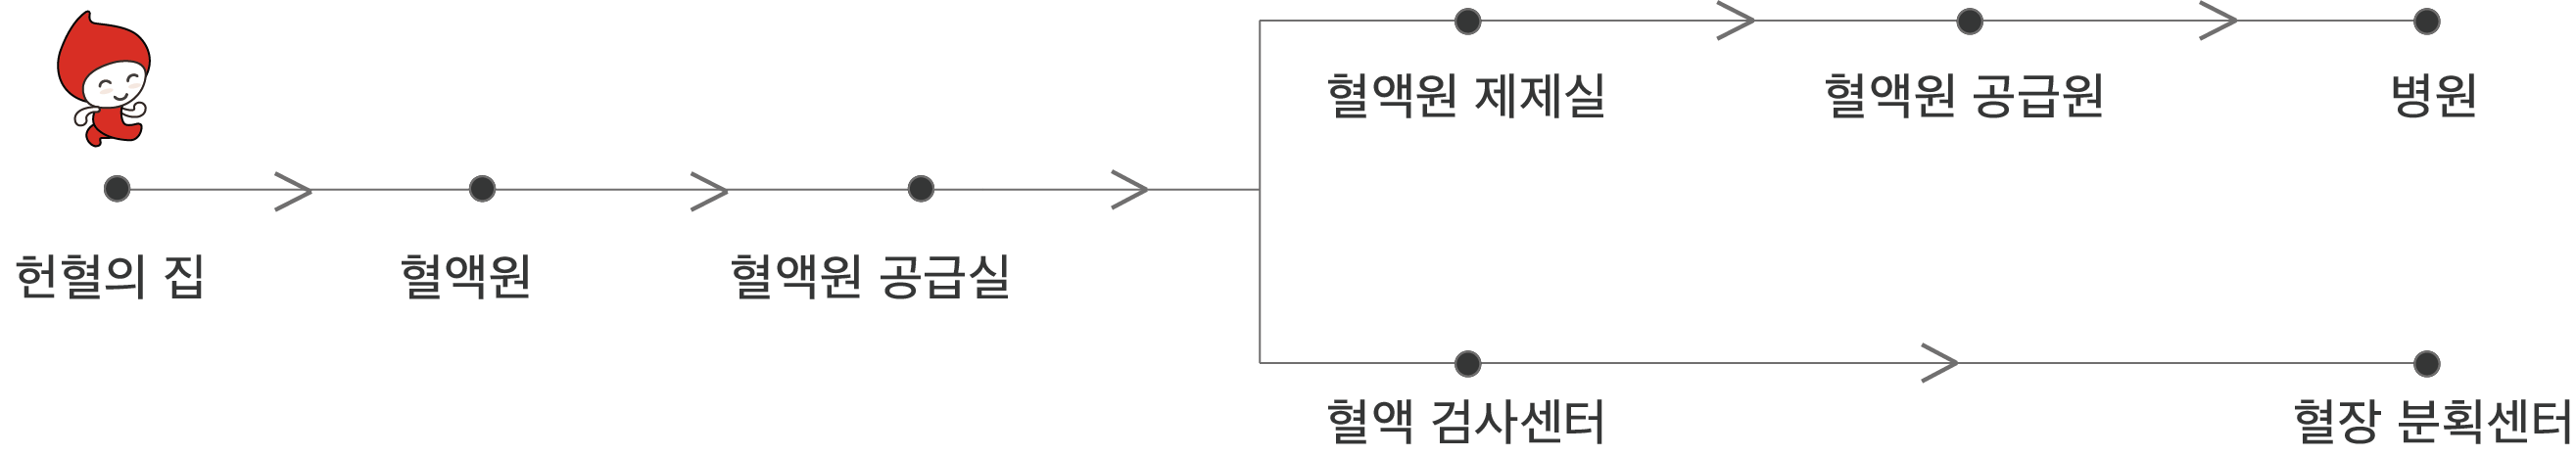 혈액원 제제실
혈액원 공급원
병원
헌혈의 집
혈액원
혈액원 공급실
혈액 검사센터
혈장 분획센터